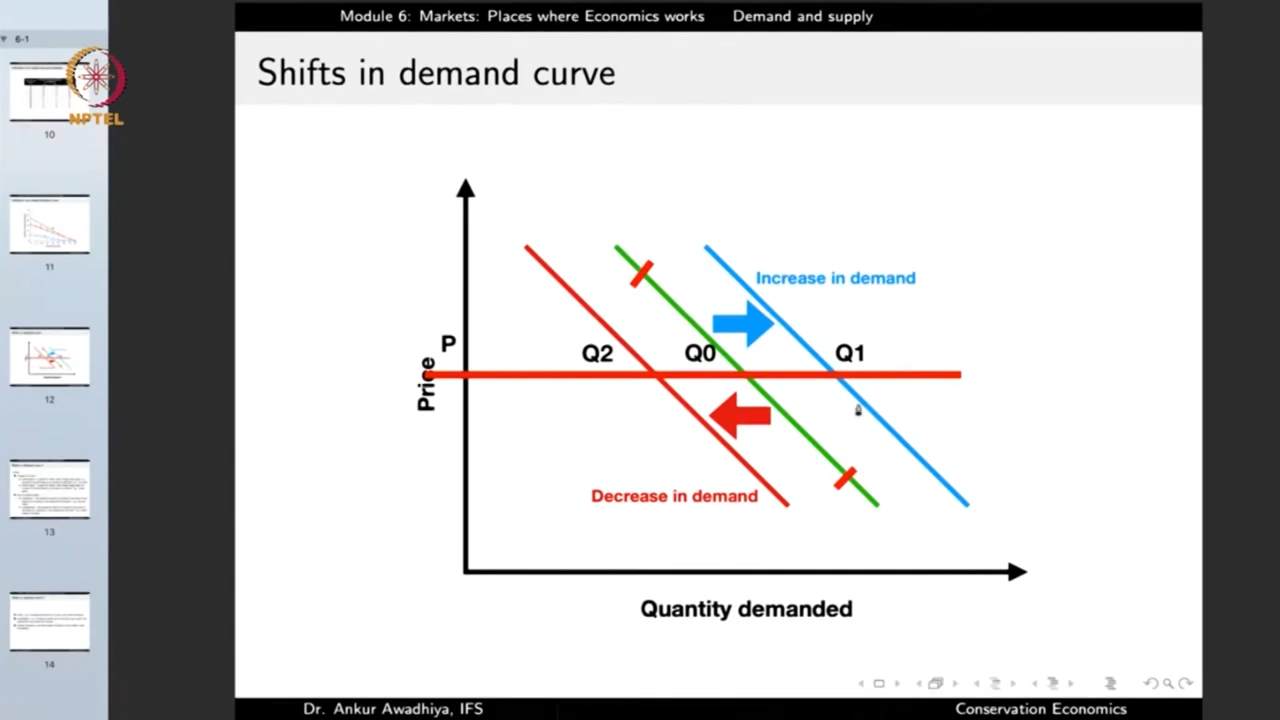 Module 6: Markets: Places where Economics works Demand and supply
6-1
Shifts in demand curve
NPTEL
10
11
12
13
14
Increase in demand
P
Q2 Q0 Q1
Price
Decrease in demand
Quantity demanded
Dr. Ankur Awadhiya, IFS Conservation Economics